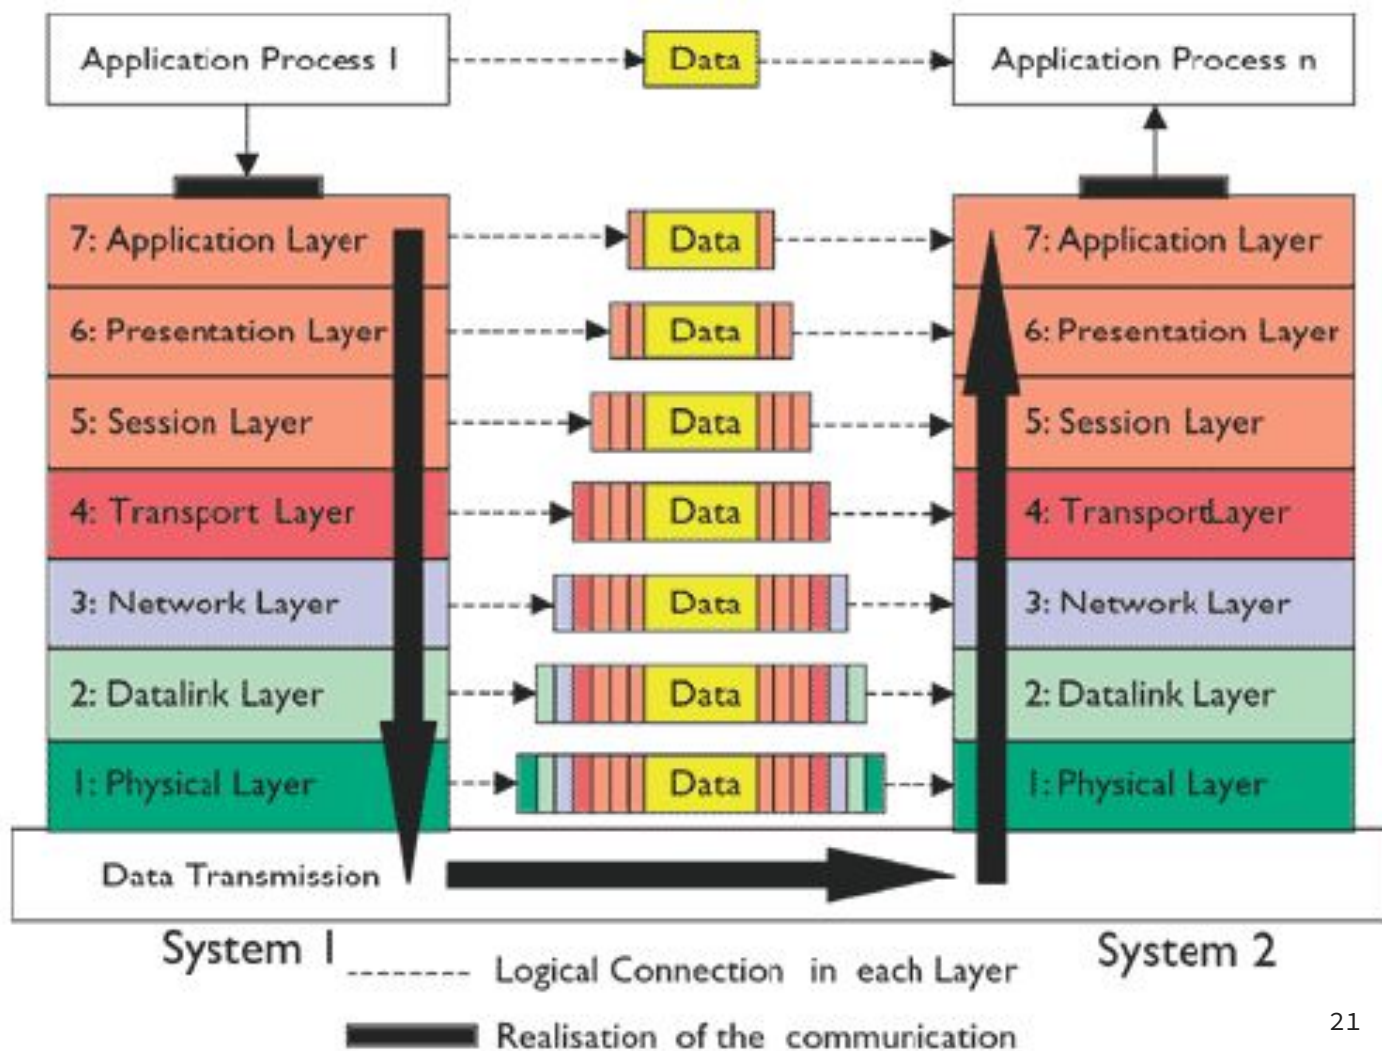 Application Process 1
Data
Application Process n
7: Application Layer
Data
7: Application Layer
6: Presentation Layer
Data
6: Presentation Layer
5: Session Layer
Data
5: Session Layer
4: Transport Layer
Data
4: TransportLayer
3: Network Layer
Data
3: Network Layer
2: Datalink Layer
Data
2: Datalink Layer
1: Physical Layer
Data
1: Physical Layer
Data Transmission
System 1
System 2
Logical Connection in each Layer
Realisation of the communication
21